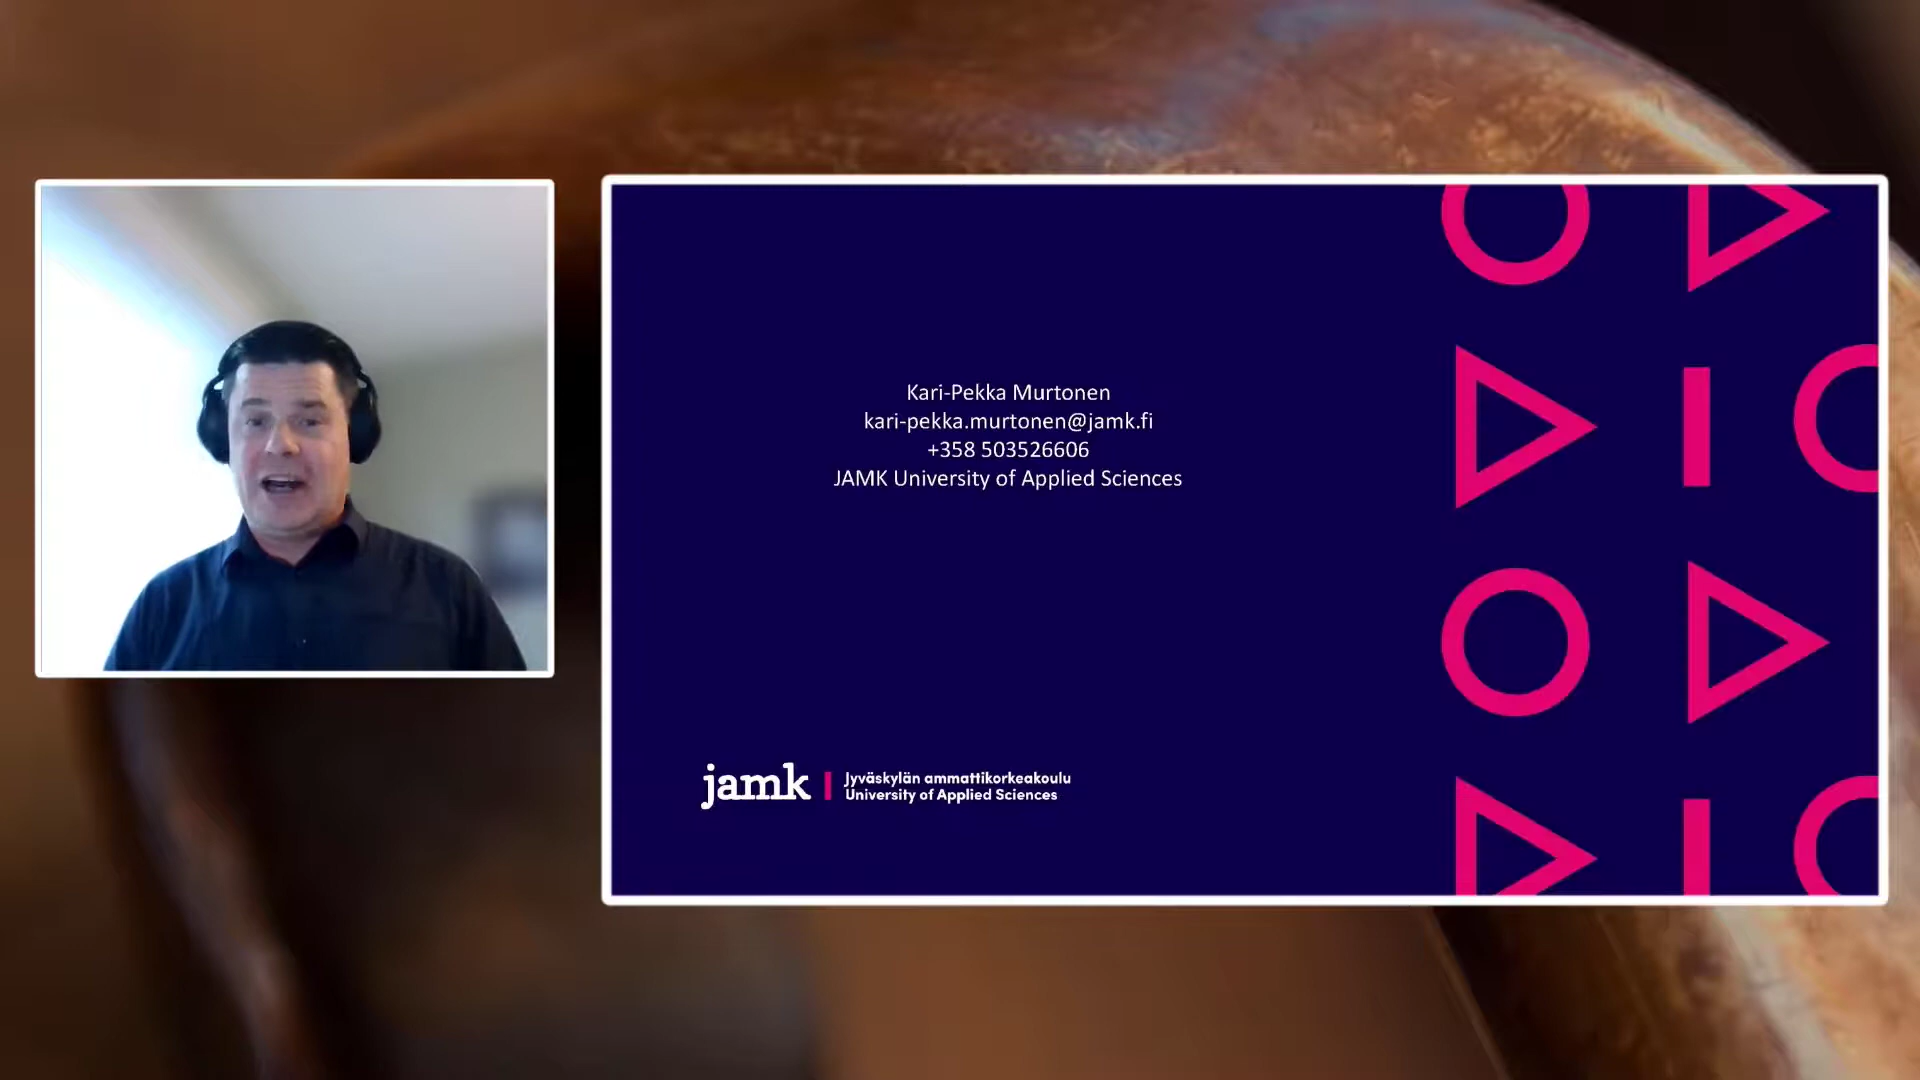 Kari-Pekka Murtonen
kari-pekka.murtonen@jamk.fi
+358 503526606
JAMK University of Applied Sciences
jamk | Jyväskylän ammattikorkeakoulu
University of Applied Sciences